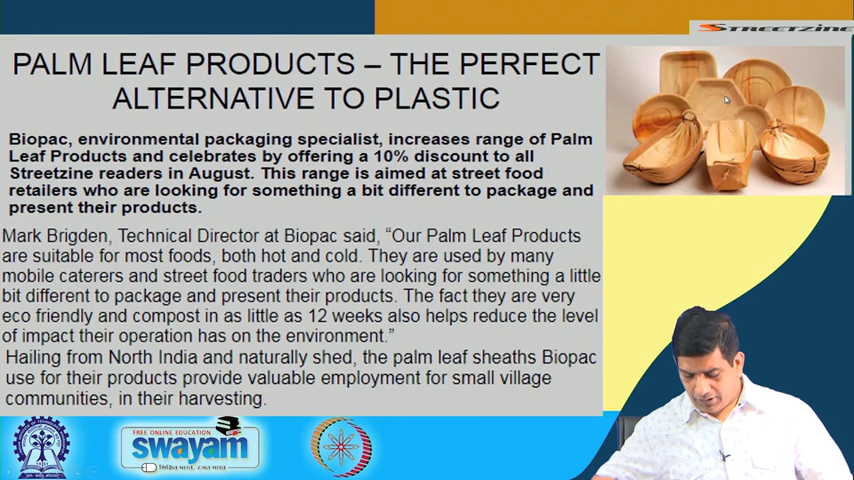 STREETZINE
PALM LEAF PRODUCTS – THE PERFECT
ALTERNATIVE TO PLASTIC
Biopac, environmental packaging specialist, increases range of Palm
Leaf Products and celebrates by offering a 10% discount to all
Streetzine readers in August. This range is aimed at street food
retailers who are looking for something a bit different to package and
present their products.
Mark Brigden, Technical Director at Biopac said, “Our Palm Leaf Products
are suitable for most foods, both hot and cold. They are used by many
mobile caterers and street food traders who are looking for something a little
bit different to package and present their products. The fact they are very
eco friendly and compost in as little as 12 weeks also helps reduce the level
of impact their operation has on the environment.”
Hailing from North India and naturally shed, the palm leaf sheaths Biopac
use for their products provide valuable employment for small village
communities, in their harvesting.
FREE ONLINE EDUCATION
swayam